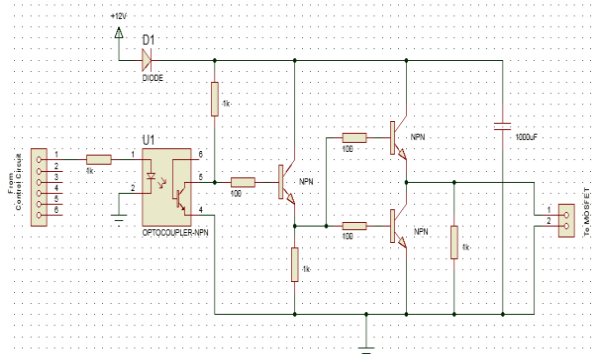 +12V
D1
DIODE
1k
U1
From
Control Circuit
1
2
3
4
5
6
1k
1
2
6
5
4
OPTOCOUPLER-NPN
100
NPN
1k
100
NPN
100
NPN
1k
1000uF
1
2
To MOSFET